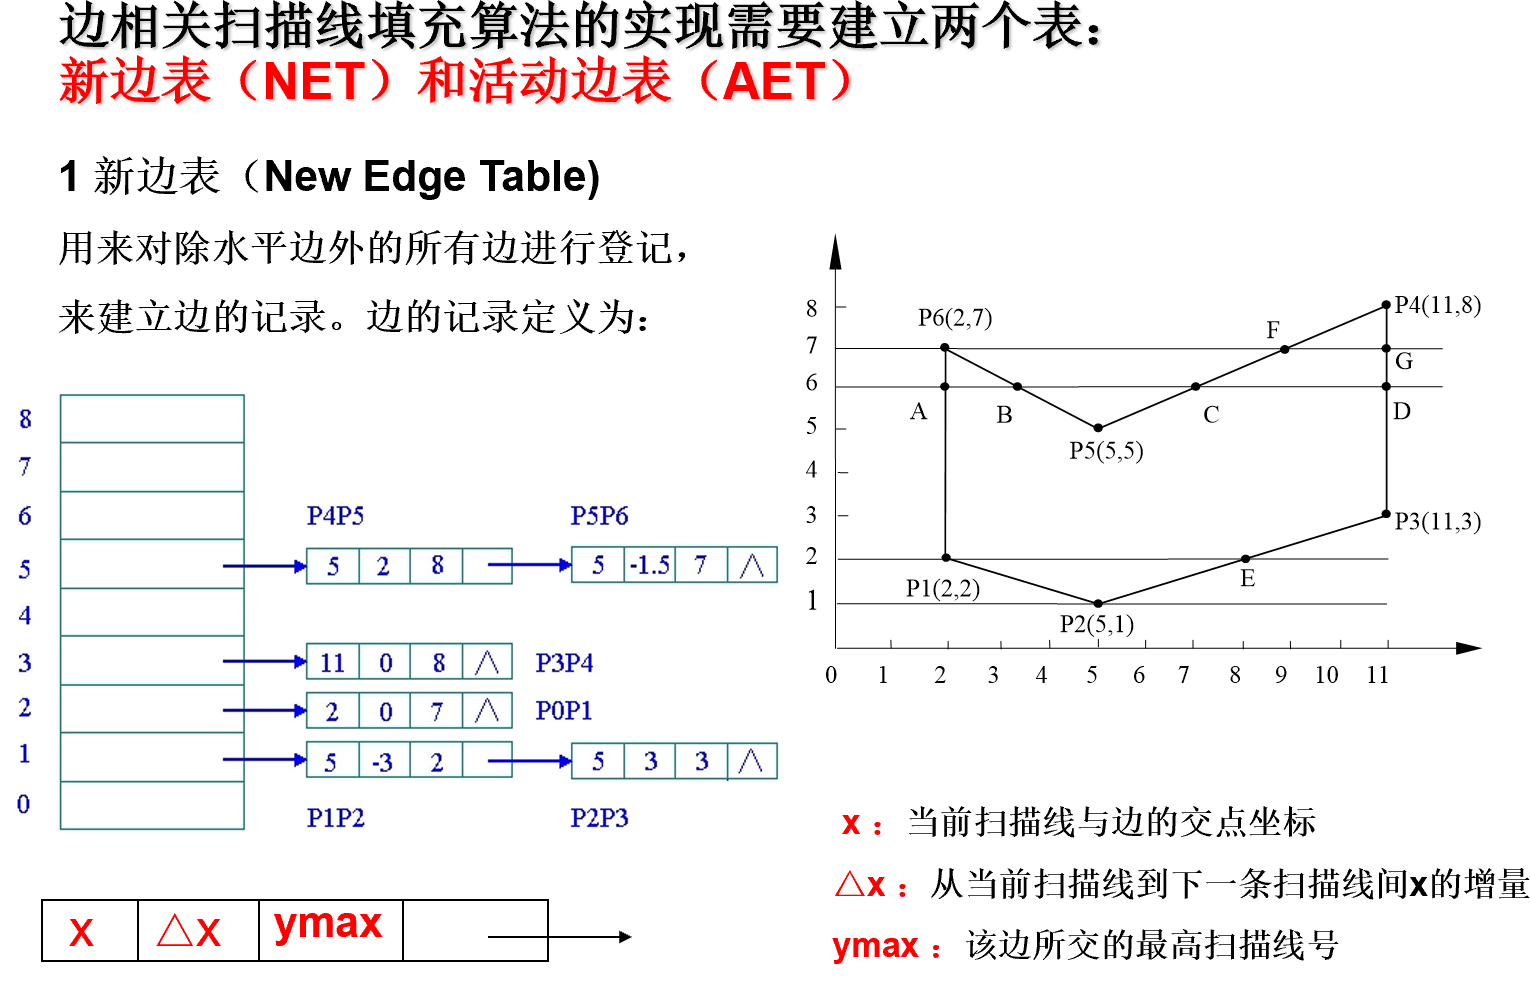 边相关扫描线填充算法的实现需要建立两个表：
新边表（NET）和活动边表（AET）
1 新边表（New Edge Table)
用来对除水平边外的所有边进行登记，
来建立边的记录。边的记录定义为：
8
7
6
5
4
3
2
1
0
P4P5
P5P6
5 2 8
5 -1.5 7 ∧
11 0 8 ∧ P3P4
2 0 7 ∧ P0P1
5 -3 2
5 3 3 ∧
P1P2
P2P3
x △x ymax
8
7
6
5
4
3
2
1
P6(2,7)
F
P4(11,8)
G
A
B
C
D
P5(5,5)
P3(11,3)
E
P1(2,2)
P2(5,1)
0 1 2 3 4 5 6 7 8 9 10 11
x ：当前扫描线与边的交点坐标
△x ：从当前扫描线到下一条扫描线间x的增量
ymax ：该边所交的最高扫描线号